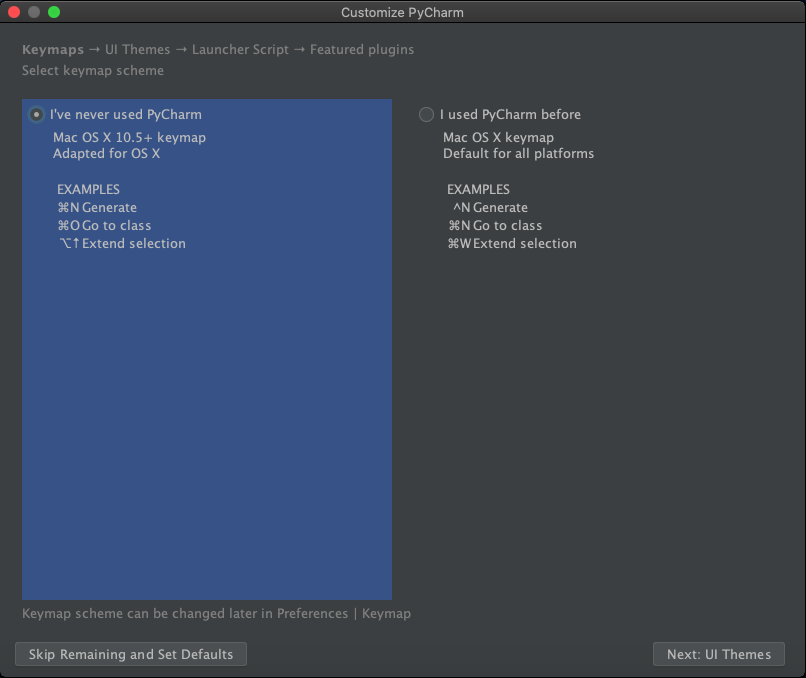 Customize PyCharm
Keymaps → UI Themes → Launcher Script → Featured plugins
Select keymap scheme
I've never used PyCharm
Mac OS X 10.5+ keymap
Adapted for OS X
EXAMPLES
⌘N Generate
⌘O Go to class
⌥↑ Extend selection
I used PyCharm before
Mac OS X keymap
Default for all platforms
EXAMPLES
^N Generate
⌘N Go to class
⌘W Extend selection
Keymap scheme can be changed later in Preferences | Keymap
Skip Remaining and Set Defaults
Next: UI Themes